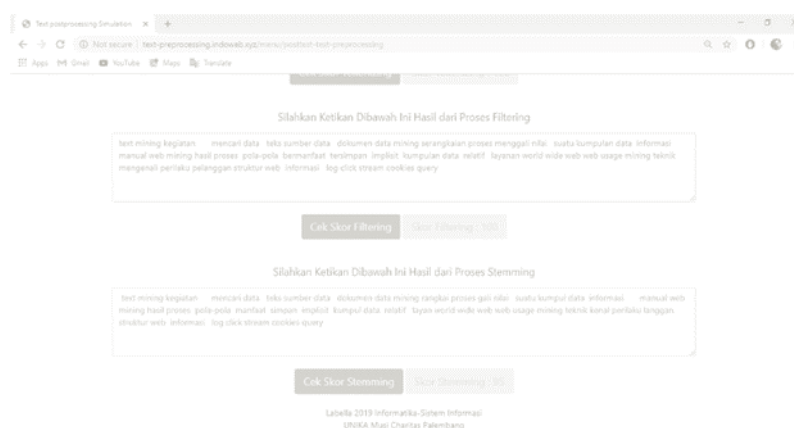 Text postprocessing Simulation
Not secure | text-preprocessing.indoweb.xyz/menu/posttest-text-preprocessing
Apps Gmail YouTube Maps Translate
Silahkan Ketikan Dibawah Ini Hasil dari Proses Filtering
text mining kegiatan mencari data teks sumber data dokumen data mining serangkaian proses menggali nilai suatu kumpulan data informasi
manual web mining hasil proses pola-pola bermanfaat tersimpan implisit kumpulan data relatif layanan world wide web web usage mining teknik
mengenali perilaku pelanggan struktur web informasi log click stream cookies query
Cek Skor Filtering Skor Filtering : 100
Silahkan Ketikan Dibawah Ini Hasil dari Proses Stemming
text mining kegiatan mencari data teks sumber data dokumen data mining rangkai proses gali nilai suatu kumpul data informasi manual web
mining hasil proses pola-pola manfaat simpan implisit kumpul data relatif layan world wide web web usage mining teknik kenal perilaku langgan
struktur web informasi log click stream cookies query
Cek Skor Stemming Skor Stemming :
Labella 2019 Informatika-Sistem Informasi
UNIKA Musi Charitas Palembang